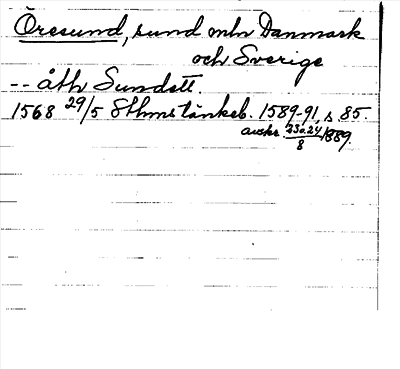 Öresund, sund mln Danmark
och Sverige
-- åth Sundett.
1568 29/5 Sthms tänkeb. 1589-91, s. 85.
avskr. 23 o. 24/8 1889.